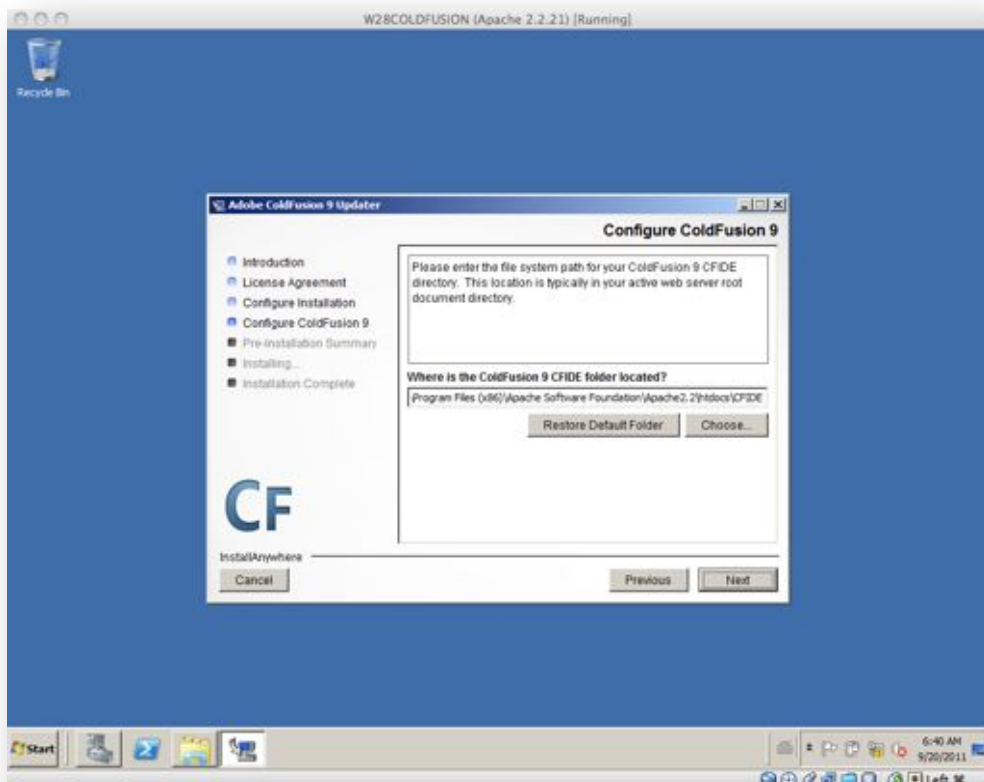 W28COLDFUSION (Apache 2.2.21) [Running]
Recycle Bin
Adobe ColdFusion 9 Updater
Configure ColdFusion 9
Introduction
License Agreement
Configure Installation
Configure ColdFusion 9
Pre-Installation Summary
Installing...
Installation Complete
Please enter the file system path for your ColdFusion 9 CFIDE
directory. This location is typically in your active web server root
document directory.
Where is the ColdFusion 9 CFIDE folder located?
\Program Files (x86)\Apache Software Foundation\Apache2.2\htdocs\CFIDE
Restore Default Folder
Choose...
CF
InstallAnywhere
Cancel
Previous
Next
Start
6:40 AM
9/20/2011
Left ⌘